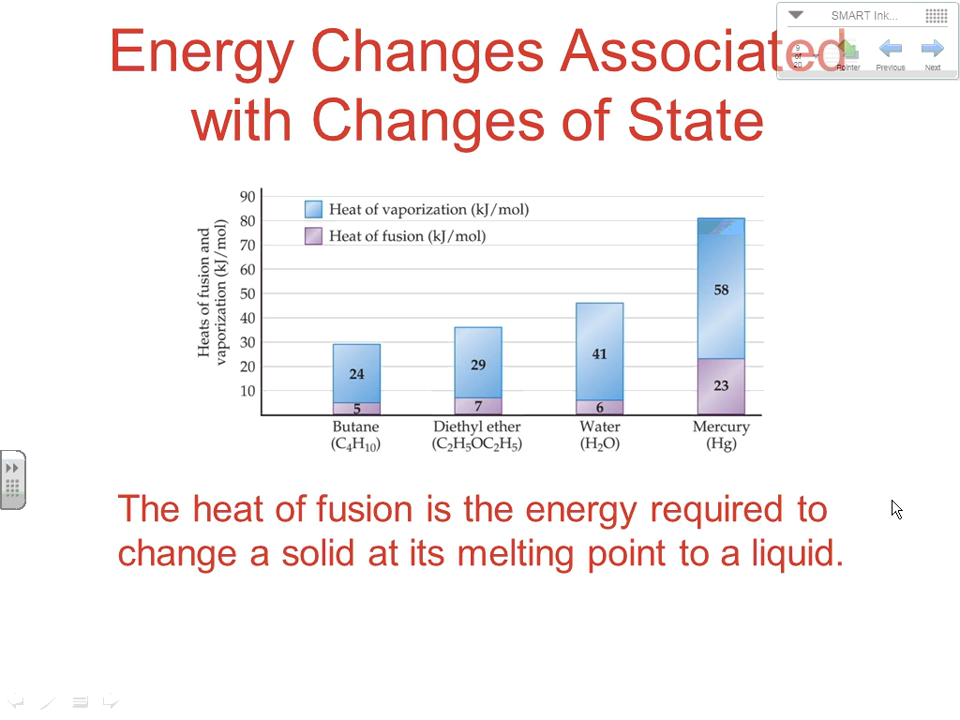 Energy Changes Associated
with Changes of State
SMART Ink...
9
of
20
Pointer
Previous
Next
Heats of fusion and
vaporization (kJ/mol)
90
80
70
60
50
40
30
20
10
Heat of vaporization (kJ/mol)
Heat of fusion (kJ/mol)
24
5
29
7
41
6
58
23
Butane
(C₄H₁₀)
Diethyl ether
(C₂H₅OC₂H₅)
Water
(H₂O)
Mercury
(Hg)
The heat of fusion is the energy required to
change a solid at its melting point to a liquid.